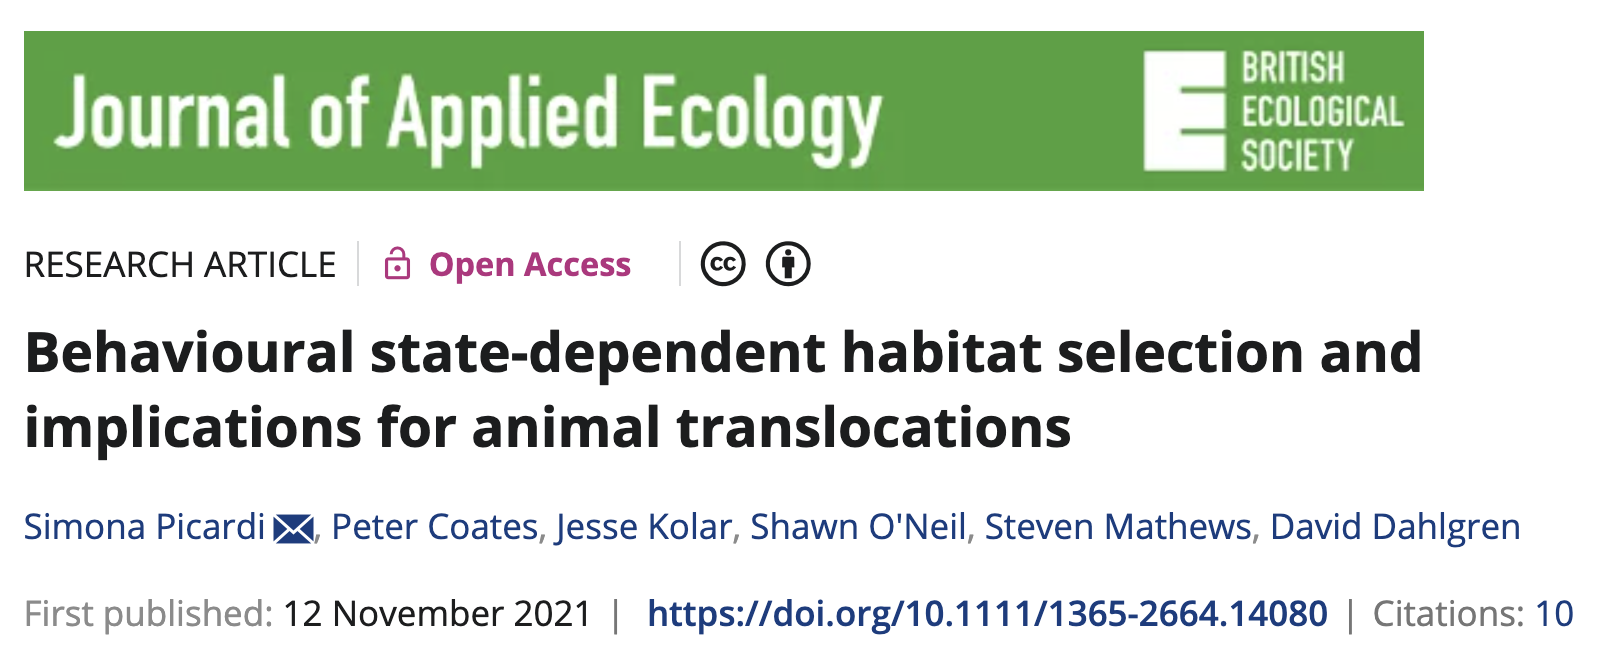 Journal of Applied Ecology
BRITISH
ECOLOGICAL
SOCIETY
RESEARCH ARTICLE Open Access cc
Behavioural state-dependent habitat selection and
implications for animal translocations
Simona Picardi, Peter Coates, Jesse Kolar, Shawn O'Neil, Steven Mathews, David Dahlgren
First published: 12 November 2021 | https://doi.org/10.1111/1365-2664.14080 | Citations: 10